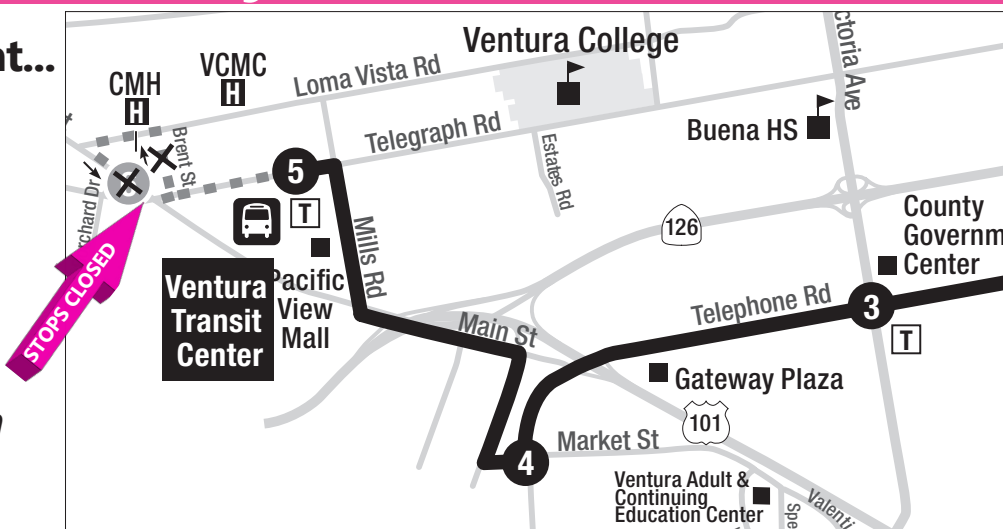 nt...
CMH
H
VCMC
H
Loma Vista Rd
Ventura College
ctoria Ave
Telegraph Rd
Buena HS
Brent St.
Estates Rd
rchard Dr
5
T
126
County
Governm
Center
STOPS CLOSED
Mills Rd
Ventura
Transit
Center
Pacific
View
Mall
Main St
Telephone Rd
3
T
Gateway Plaza
101
4
Market St
Ventura Adult &
Continuing
Education Center
Valenti
Spe